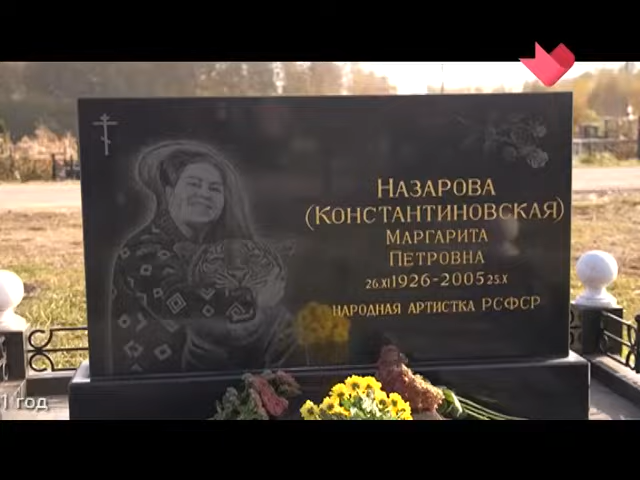 НАЗАРОВА
(КОНСТАНТИНОВСКАЯ)
МАРГАРИТА
ПЕТРОВНА
26.XI 1926-2005 25.X
НАРОДНАЯ АРТИСТКА РСФСР
1 год